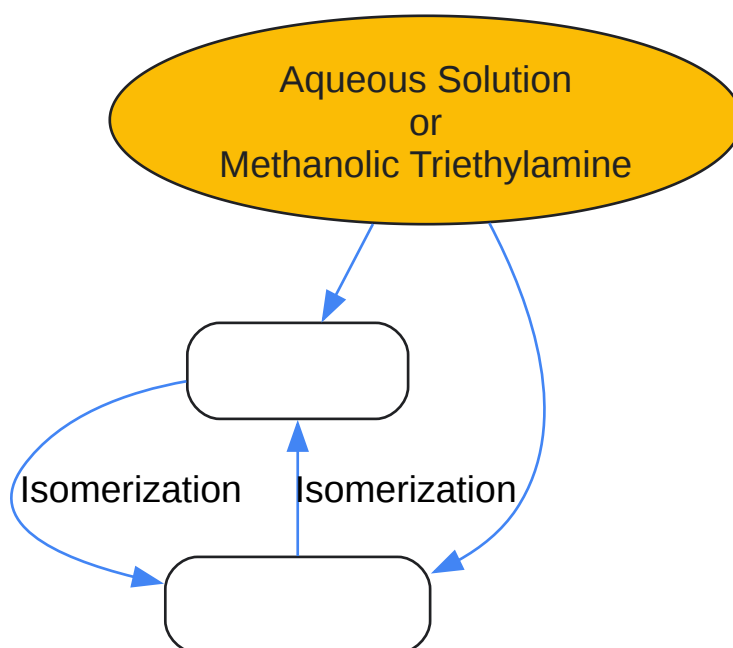 Aqueous Solution
or
Methanolic Triethylamine
Isomerization
Isomerization